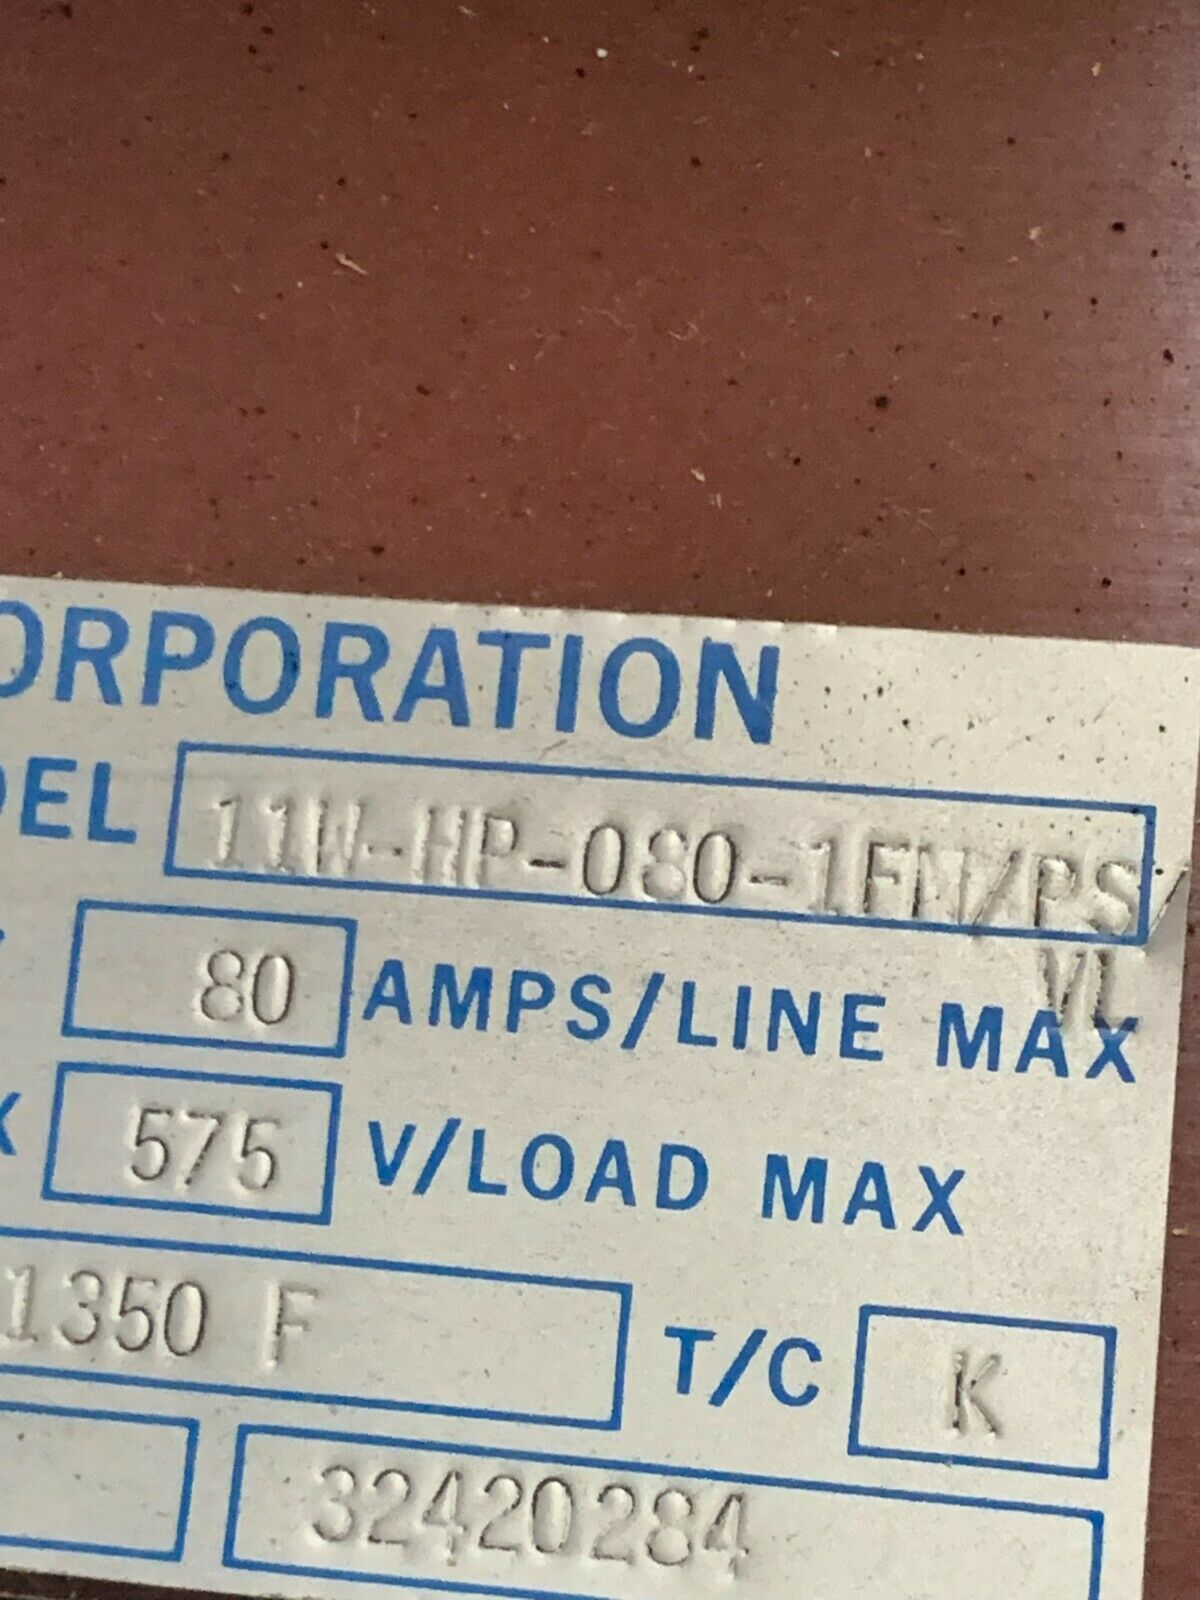 ORPORATION
DEL 11W-HP-080-1FM/PS/
VL
80 AMPS/LINE MAX
X 575 V/LOAD MAX
1350 F T/C K
32420284